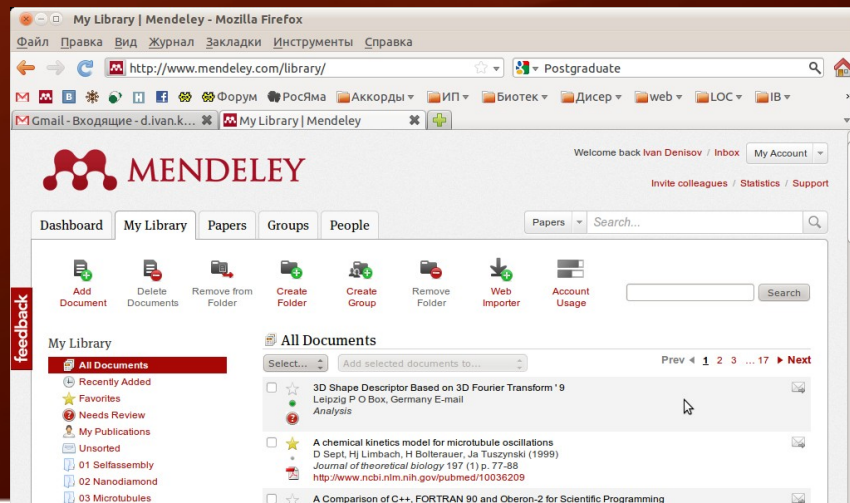 My Library | Mendeley - Mozilla Firefox
Файл Правка Вид Журнал Закладки Инструменты Справка
http://www.mendeley.com/library/ Postgraduate
Форум РосЯма Аккорды ИП Биотек Дисер web LOC IB
Gmail - Входящие - d.ivan.k... My Library | Mendeley
MENDELEY
Welcome back Ivan Denisov / Inbox My Account
Invite colleagues / Statistics / Support
Dashboard My Library Papers Groups People Papers Search...
Add Document Delete Documents Remove from Folder Create Folder Create Group Remove Folder Web Importer Account Usage Search
feedback
My Library
All Documents
Recently Added
Favorites
Needs Review
My Publications
Unsorted
01 Selfassembly
02 Nanodiamond
03 Microtubules
All Documents
Select... Add selected documents to... Prev 1 2 3 ... 17 Next
3D Shape Descriptor Based on 3D Fourier Transform ' 9
Leipzig P O Box, Germany E-mail
Analysis
A chemical kinetics model for microtubule oscillations
D Sept, Hj Limbach, H Bolterauer, Ja Tuszynski (1999)
Journal of theoretical biology 197 (1) p. 77-88
http://www.ncbi.nlm.nih.gov/pubmed/10036209
A Comparison of C++, FORTRAN 90 and Oberon-2 for Scientific Programming